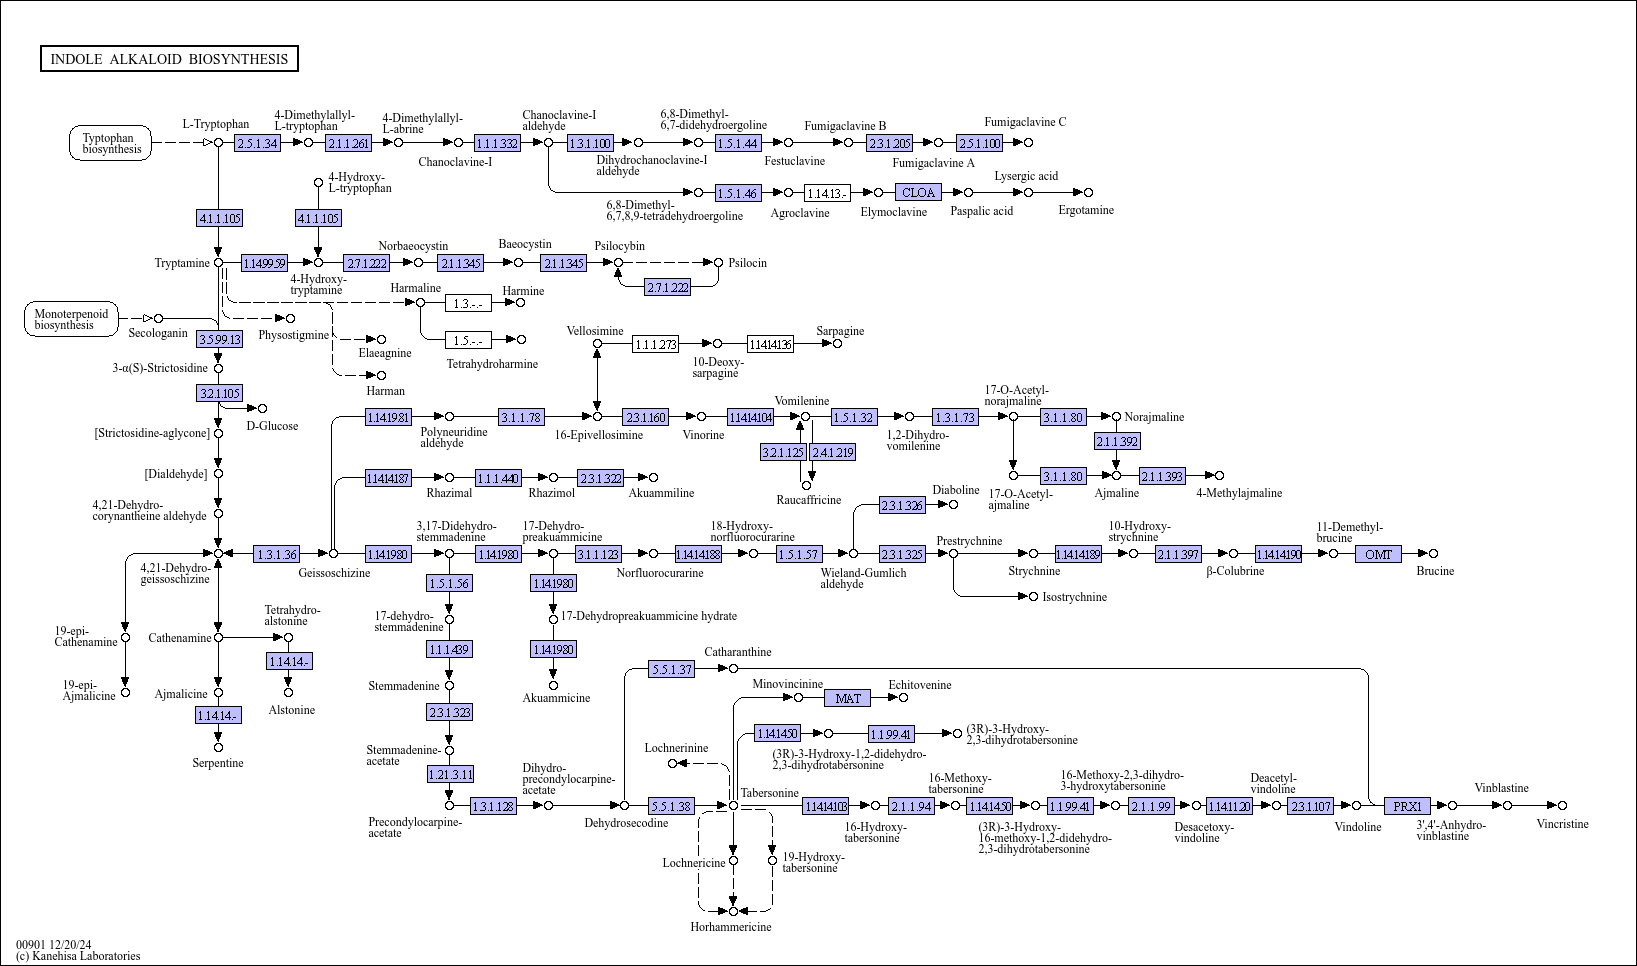 INDOLE ALKALOID BIOSYNTHESIS
Typtophan
biosynthesis
L-Tryptophan
2.5.1.34
4-Dimethylallyl-
L-tryptophan
2.1.1.261
4-Dimethylallyl-
L-abrine
Chanoclavine-I
1.1.1.332
Chanoclavine-I
aldehyde
1.3.1.100
Dihydrochanoclavine-I
aldehyde
6,8-Dimethyl-
6,7-didehydroergoline
1.5.1.44
Festuclavine
Fumigaclavine B
2.3.1.205
Fumigaclavine A
2.5.1.100
Fumigaclavine C
4-Hydroxy-
L-tryptophan
6,8-Dimethyl-
6,7,8,9-tetradehydroergoline
1.5.1.46
Agroclavine
1.14.13.-
Elymoclavine
CLOA
Paspalic acid
Lysergic acid
Ergotamine
4.1.1.105
4.1.1.105
Tryptamine
1.14.99.59
4-Hydroxy-
tryptamine
2.7.1.222
Norbaeocystin
2.1.1.345
Baeocystin
2.1.1.345
Psilocybin
Psilocin
2.7.1.222
Harmaline
1.3.-.-
Harmine
1.5.-.-
Tetrahydroharmine
Monoterpenoid
biosynthesis
Secologanin
Physostigmine
3.5.99.13
Elaeagnine
Harman
3-α(S)-Strictosidine
3.2.1.105
D-Glucose
[Strictosidine-aglycone]
[Dialdehyde]
4,21-Dehydro-
corynantheine aldehyde
Vellosimine
1.1.1.273
10-Deoxy-
sarpagine
1.14.14.136
Sarpagine
1.14.19.81
Polyneuridine
aldehyde
3.1.1.78
16-Epivellosimine
2.3.1.160
Vinorine
1.14.14.104
Vomilenine
1.5.1.32
1,2-Dihydro-
vomilenine
1.3.1.73
17-O-Acetyl-
norajmaline
3.1.1.80
Norajmaline
2.1.1.392
3.2.1.125
2.4.1.219
Raucaffricine
17-O-Acetyl-
ajmaline
3.1.1.80
Ajmaline
2.1.1.393
4-Methylajmaline
1.14.14.187
Rhazimal
1.1.1.440
Rhazimol
2.3.1.322
Akuammiline
2.3.1.326
Diaboline
4,21-Dehydro-
geissoschizine
1.3.1.36
Geissoschizine
1.14.19.80
3,17-Didehydro-
stemmadenine
1.14.19.80
17-Dehydro-
preakuammicine
3.1.1.123
Norfluorocurarine
1.14.14.188
18-Hydroxy-
norfluorocurarine
1.5.1.57
Wieland-Gumlich
aldehyde
2.3.1.325
Prestrychnine
Strychnine
1.14.14.189
10-Hydroxy-
strychnine
2.1.1.397
β-Colubrine
1.14.14.190
11-Demethyl-
brucine
OMT
Brucine
Isostrychnine
1.5.1.56
1.14.19.80
17-dehydro-
stemmadenine
17-Dehydropreakuammicine hydrate
1.1.1.439
1.14.19.80
Stemmadenine
Akuammicine
19-epi-
Cathenamine
Cathenamine
Tetrahydro-
alstonine
1.14.14.-
19-epi-
Ajmalicine
Ajmalicine
Alstonine
1.14.14.-
Serpentine
2.3.1.323
Stemmadenine-
acetate
1.21.3.11
Precondylocarpine-
acetate
1.3.1.128
Dihydro-
precondylocarpine-
acetate
Dehydrosecodine
5.5.1.37
Catharanthine
5.5.1.38
Tabersonine
Minovincinine
MAT
Echitovenine
1.14.14.50
(3R)-3-Hydroxy-1,2-didehydro-
2,3-dihydrotabersonine
1.1.99.41
(3R)-3-Hydroxy-
2,3-dihydrotabersonine
Lochnerinine
1.14.14.103
16-Hydroxy-
tabersonine
2.1.1.94
16-Methoxy-
tabersonine
1.14.14.50
(3R)-3-Hydroxy-
16-methoxy-1,2-didehydro-
2,3-dihydrotabersonine
1.1.99.41
16-Methoxy-2,3-dihydro-
3-hydroxytabersonine
2.1.1.99
Desacetoxy-
vindoline
1.14.11.20
Deacetyl-
vindoline
2.3.1.107
Vindoline
PRX1
3',4'-Anhydro-
vinblastine
Vinblastine
Vincristine
Lochnericine
19-Hydroxy-
tabersonine
Horhammericine
00901 12/20/24
(c) Kanehisa Laboratories